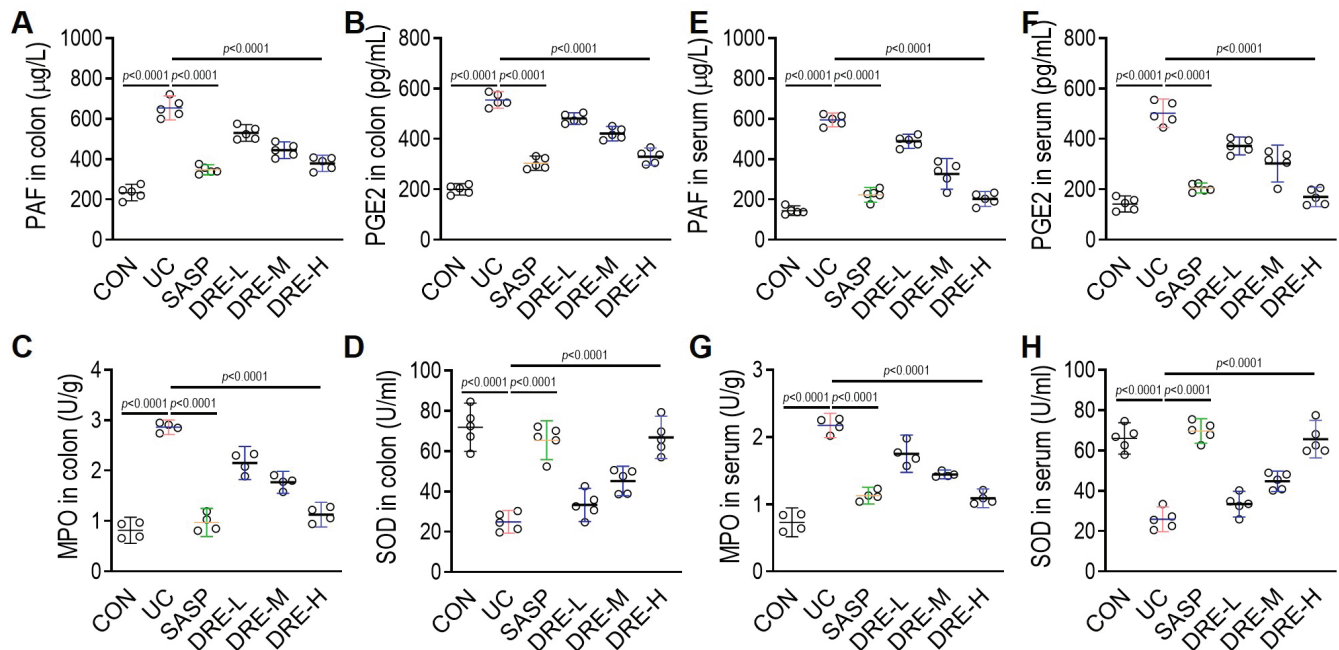 A
PAF in colon (μg/L)
1000
800
600
400
200
0
p<0.0001
p<0.0001
p<0.0001
CON
UC
SASP
DRE-L
DRE-M
DRE-H
B
PGE2 in colon (pg/mL)
800
600
400
200
0
p<0.0001
p<0.0001
p<0.0001
CON
UC
SASP
DRE-L
DRE-M
DRE-H
E
PAF in serum (μg/L)
1000
800
600
400
200
0
p<0.0001
p<0.0001
p<0.0001
CON
UC
SASP
DRE-L
DRE-M
DRE-H
F
PGE2 in serum (pg/mL)
800
600
400
200
0
p<0.0001
p<0.0001
p<0.0001
CON
UC
SASP
DRE-L
DRE-M
DRE-H
C
MPO in colon (U/g)
4
3
2
1
0
p<0.0001
p<0.0001
p<0.0001
CON
UC
SASP
DRE-L
DRE-M
DRE-H
D
SOD in colon (U/ml)
100
80
60
40
20
0
p<0.0001
p<0.0001
p<0.0001
CON
UC
SASP
DRE-L
DRE-M
DRE-H
G
MPO in serum (U/g)
3
2
1
0
p<0.0001
p<0.0001
p<0.0001
CON
UC
SASP
DRE-L
DRE-M
DRE-H
H
SOD in serum (U/ml)
100
80
60
40
20
0
p<0.0001
p<0.0001
p<0.0001
CON
UC
SASP
DRE-L
DRE-M
DRE-H